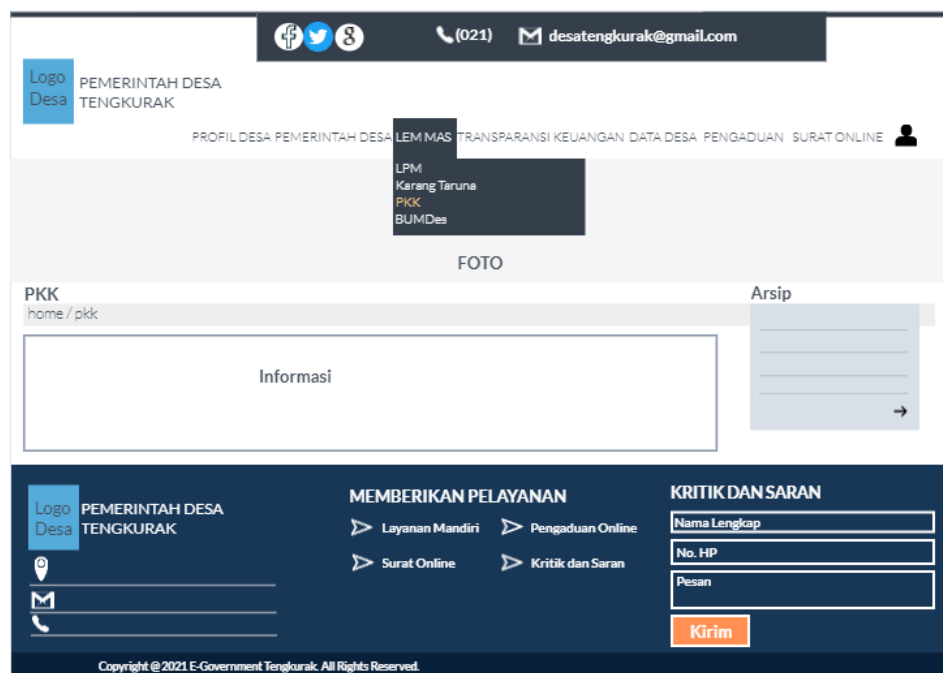 (021) desatengkurak@gmail.com
Logo
Desa
PEMERINTAH DESA
TENGKURAK
PROFIL DESA PEMERINTAH DESA LEM MAS TRANSPARANSI KEUANGAN DATA DESA PENGADUAN SURAT ONLINE
LPM
Karang Taruna
PKK
BUMDes
FOTO
PKK
home / pkk
Informasi
Arsip
Logo
Desa
PEMERINTAH DESA
TENGKURAK
MEMBERIKAN PELAYANAN
Layanan Mandiri Pengaduan Online
Surat Online Kritik dan Saran
KRITIK DAN SARAN
Nama Lengkap
No. HP
Pesan
Kirim
Copyright @ 2021 E-Government Tengkurak. All Rights Reserved.